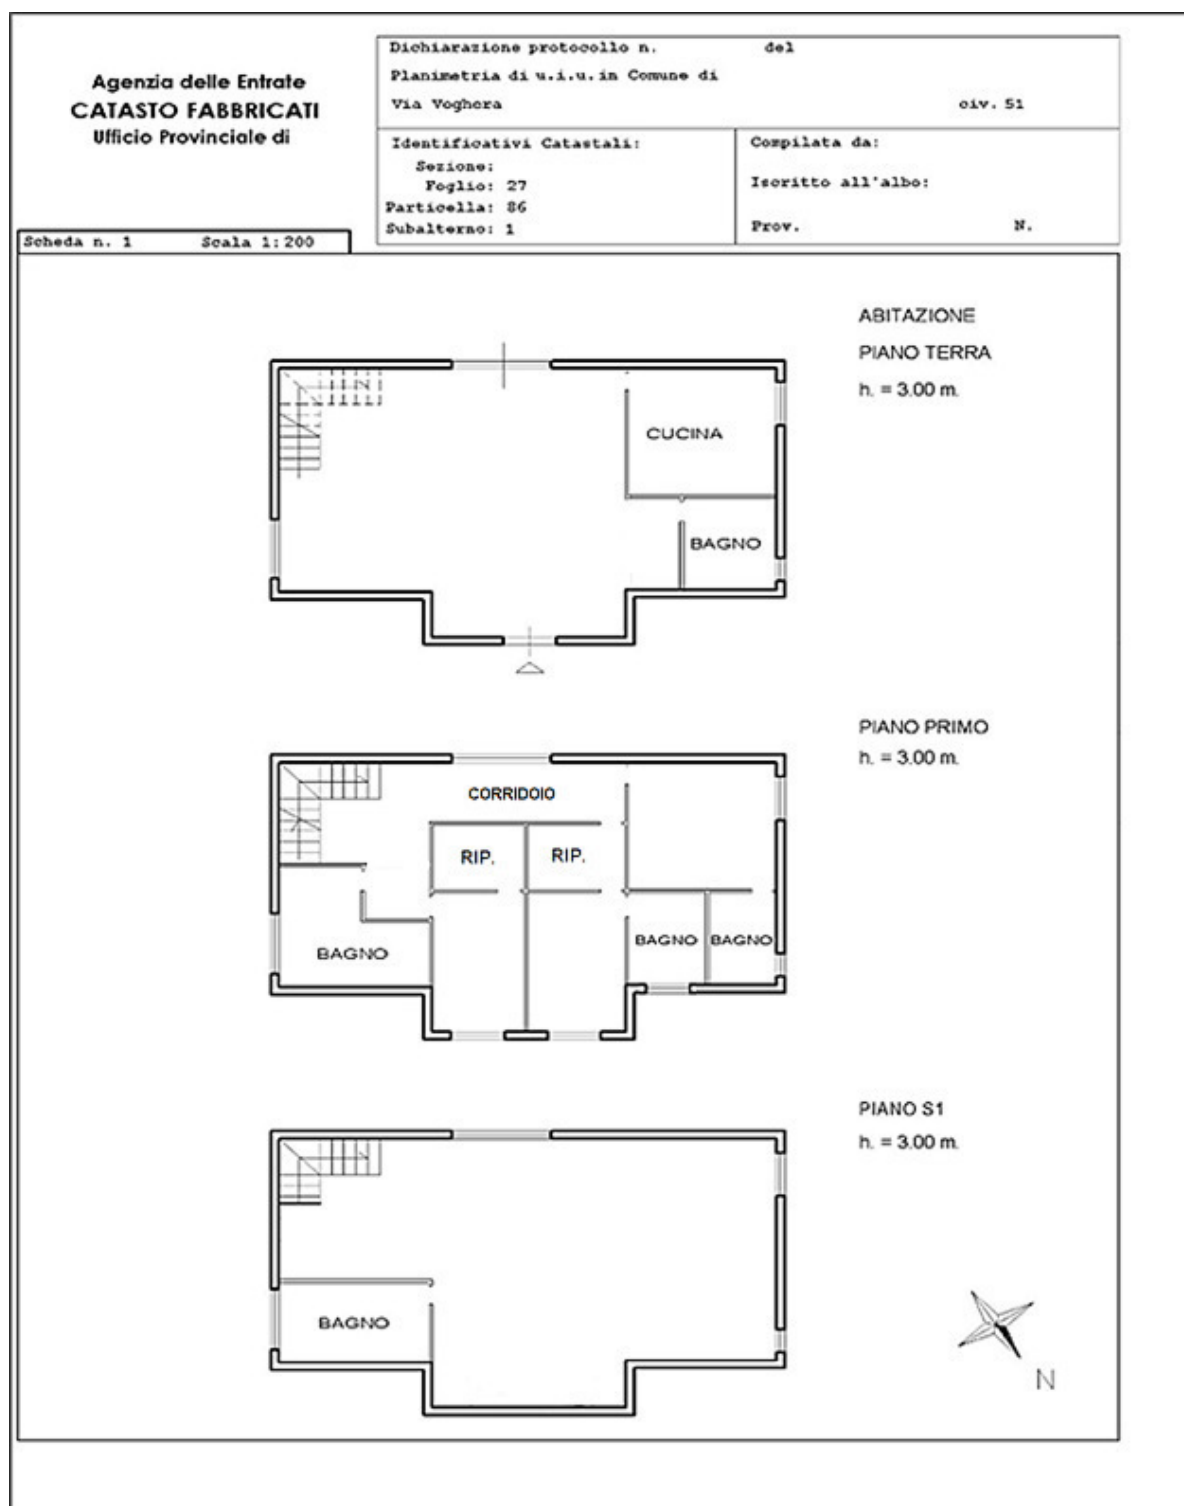 Agenzia delle Entrate
CATASTO FABBRICATI
Ufficio Provinciale di
Dichiarazione protocollo n. del
Planimetria di u.i.u. in Comune di
Via Voghera civ. 51
Identificativi Catastali:
Sezione:
Foglio: 27
Particella: 86
Subalterno: 1
Compilata da:
Iscritto all'albo:
Prov. N.
Scheda n. 1 Scala 1:200
ABITAZIONE
PIANO TERRA
h. = 3.00 m.
CUCINA
BAGNO
PIANO PRIMO
h. = 3.00 m.
CORRIDOIO
RIP. RIP.
BAGNO BAGNO BAGNO
PIANO S1
h. = 3.00 m.
BAGNO
N